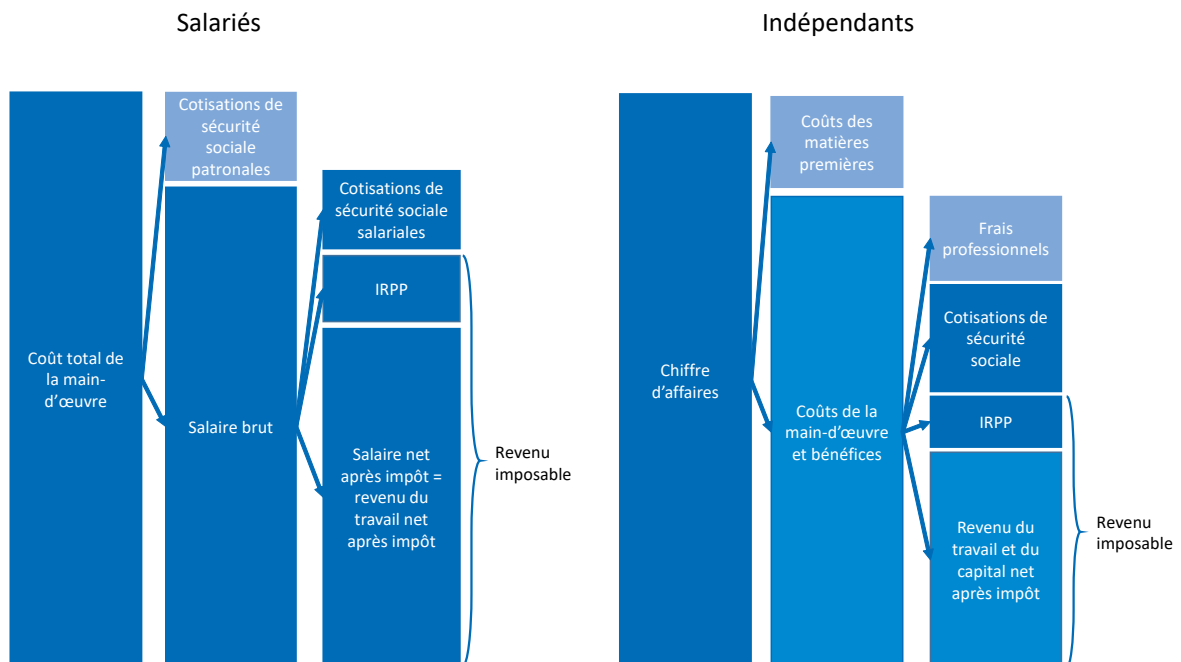 Salariés
Coût total de
la main-
d'œuvre
Cotisations de
sécurité
sociale
patronales
Salaire brut
Cotisations de
sécurité sociale
salariales
IRPP
Salaire net
après impôt =
revenu du
travail net
après impôt
Revenu
imposable
Indépendants
Chiffre
d'affaires
Coûts des
matières
premières
Coûts de la
main-d'œuvre
et bénéfices
Frais
professionnels
Cotisations de
sécurité
sociale
IRPP
Revenu du
travail et du
capital net
après impôt
Revenu
imposable